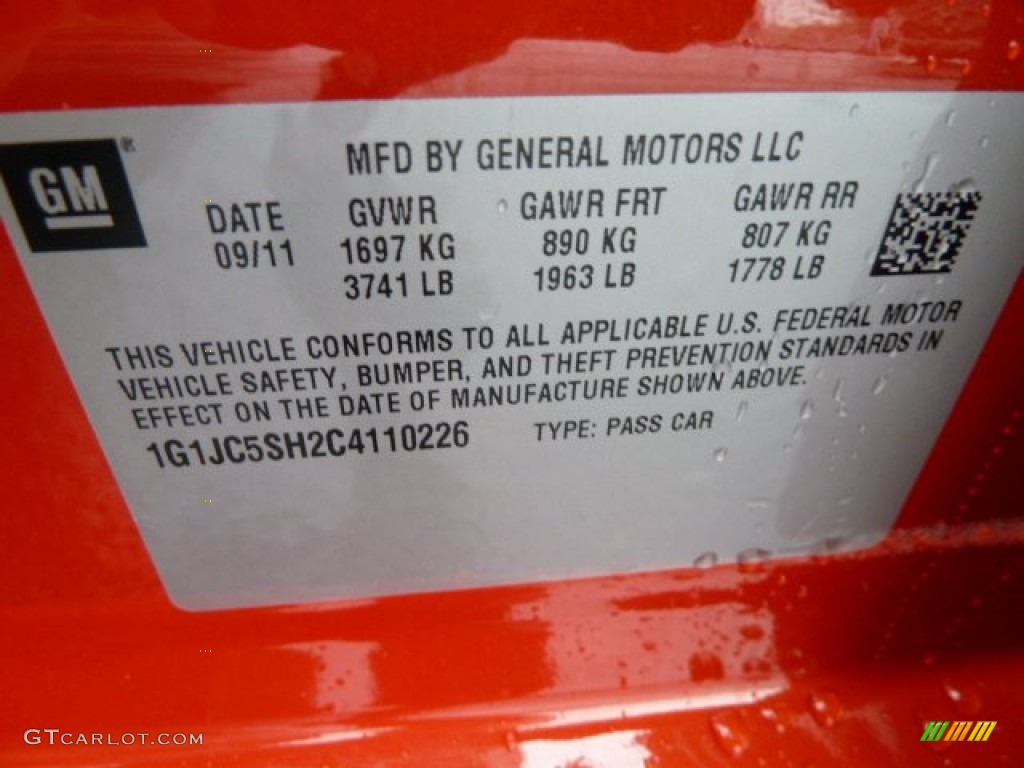 GM
MFD BY GENERAL MOTORS LLC
DATE GVWR GAWR FRT GAWR RR
09/11 1697 KG 890 KG 807 KG
3741 LB 1963 LB 1778 LB
THIS VEHICLE CONFORMS TO ALL APPLICABLE U.S. FEDERAL MOTOR
VEHICLE SAFETY, BUMPER, AND THEFT PREVENTION STANDARDS IN
EFFECT ON THE DATE OF MANUFACTURE SHOWN ABOVE.
1G1JC5SH2C4110226 TYPE: PASS CAR
GTCARLOT.COM